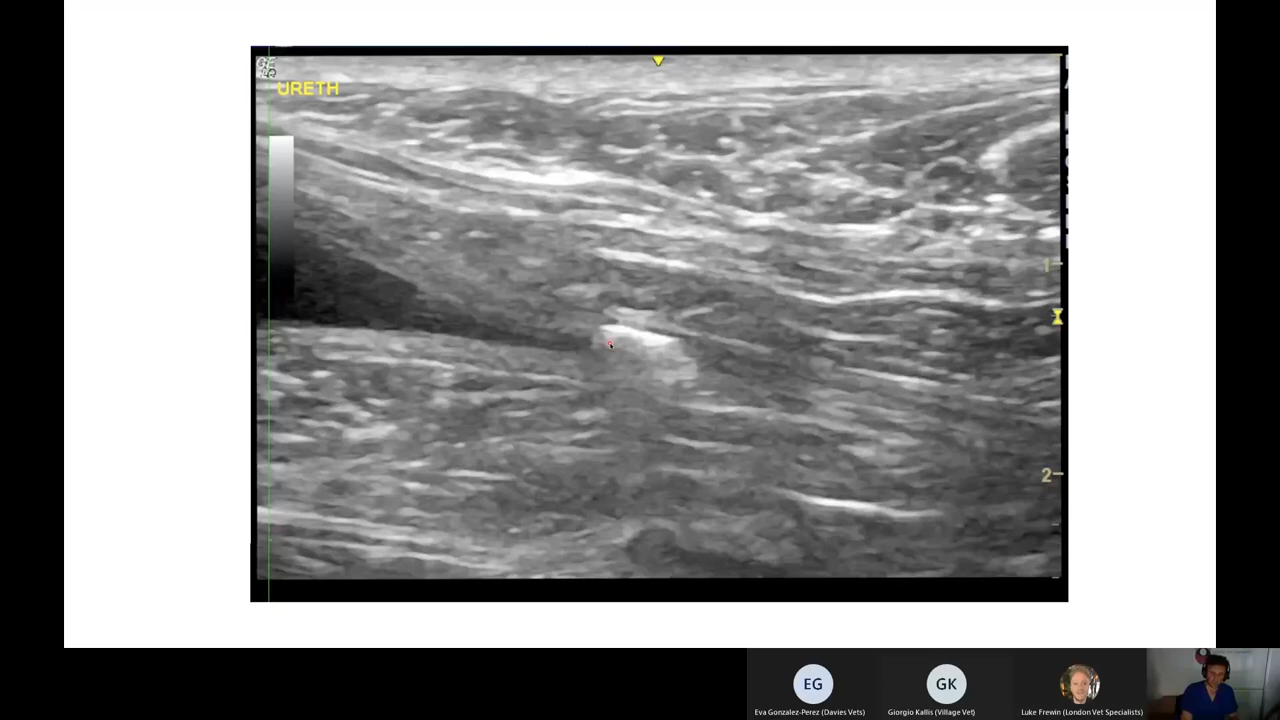 URETH
1
2
EG
GK
Eva Gonzalez-Perez (Davies Vets)
Giorgio Kallis (Village Vet)
Luke Frewin (London Vet Specialists)